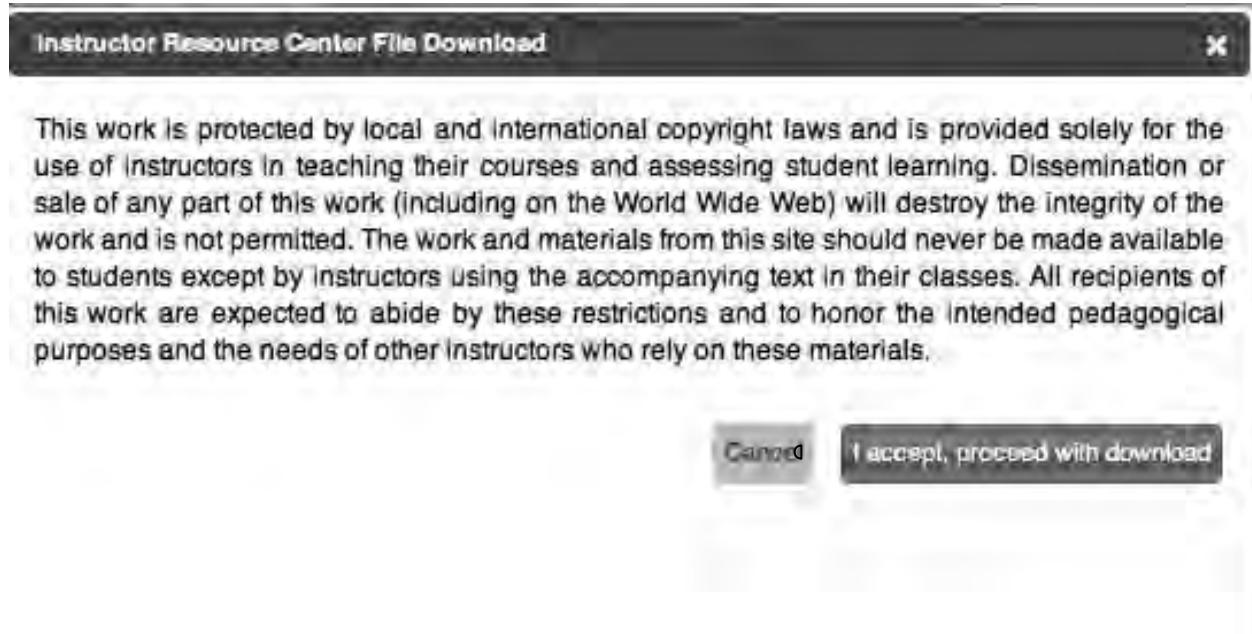 Instructor Resource Center File Download
This work is protected by local and international copyright laws and is provided solely for the
use of instructors in teaching their courses and assessing student learning. Dissemination or
sale of any part of this work (including on the World Wide Web) will destroy the integrity of the
work and is not permitted. The work and materials from this site should never be made available
to students except by instructors using the accompanying text in their classes. All recipients of
this work are expected to abide by these restrictions and to honor the intended pedagogical
purposes and the needs of other instructors who rely on these materials.
Cancel I accept, proceed with download